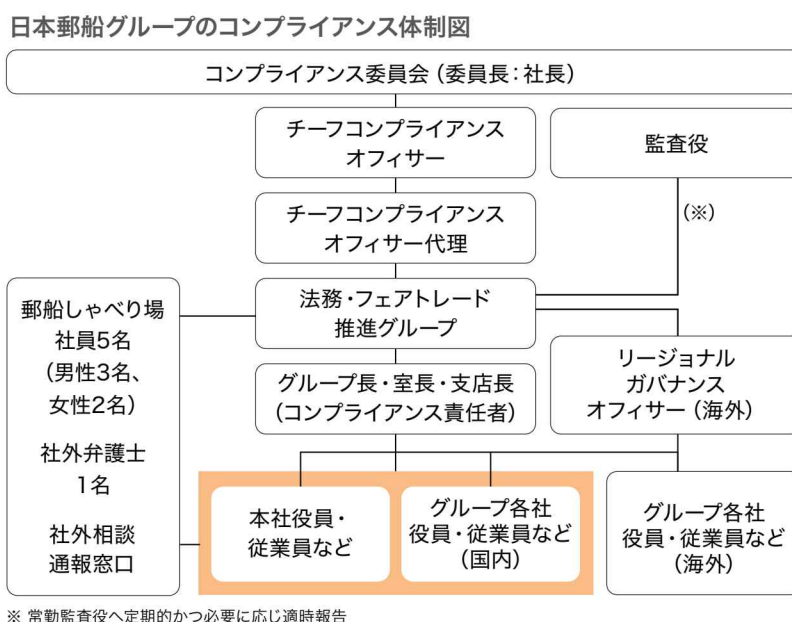 日本郵船グループのコンプライアンス体制図
コンプライアンス委員会（委員長：社長）
チーフコンプライアンス
オフィサー
監査役
チーフコンプライアンス
オフィサー代理
（※）
法務・フェアトレード
推進グループ
郵船しゃべり場
社員5名
（男性3名、
女性2名）
社外弁護士
1名
社外相談
通報窓口
グループ長・室長・支店長
（コンプライアンス責任者）
リージョナル
ガバナンス
オフィサー（海外）
本社役員・
従業員など
グループ各社
役員・従業員など
（国内）
グループ各社
役員・従業員など
（海外）
※ 常勤監査役へ定期的かつ必要に応じ適時報告